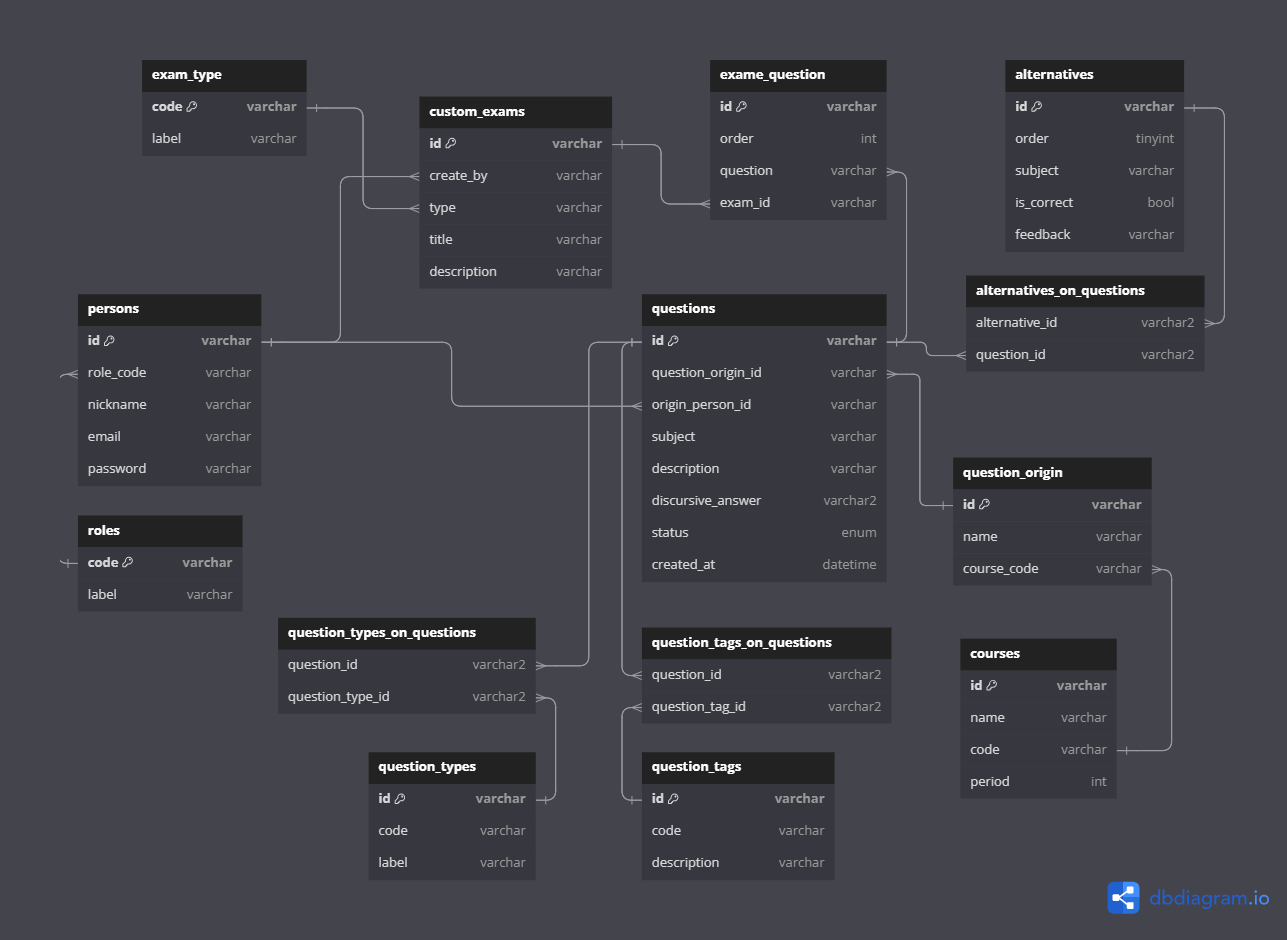 exam_type
code varchar
label varchar
custom_exams
id varchar
create_by varchar
type varchar
title varchar
description varchar
exame_question
id varchar
order int
question varchar
exam_id varchar
alternatives
id varchar
order tinyint
subject varchar
is_correct bool
feedback varchar
alternatives_on_questions
alternative_id varchar2
question_id varchar2
persons
id varchar
role_code varchar
nickname varchar
email varchar
password varchar
questions
id varchar
question_origin_id varchar
origin_person_id varchar
subject varchar
description varchar
discursive_answer varchar2
status enum
created_at datetime
question_origin
id varchar
name varchar
course_code varchar
roles
code varchar
label varchar
question_types_on_questions
question_id varchar2
question_type_id varchar2
question_tags_on_questions
question_id varchar2
question_tag_id varchar2
courses
id varchar
name varchar
code varchar
period int
question_types
id varchar
code varchar
label varchar
question_tags
id varchar
code varchar
description varchar
dbdiagram.io